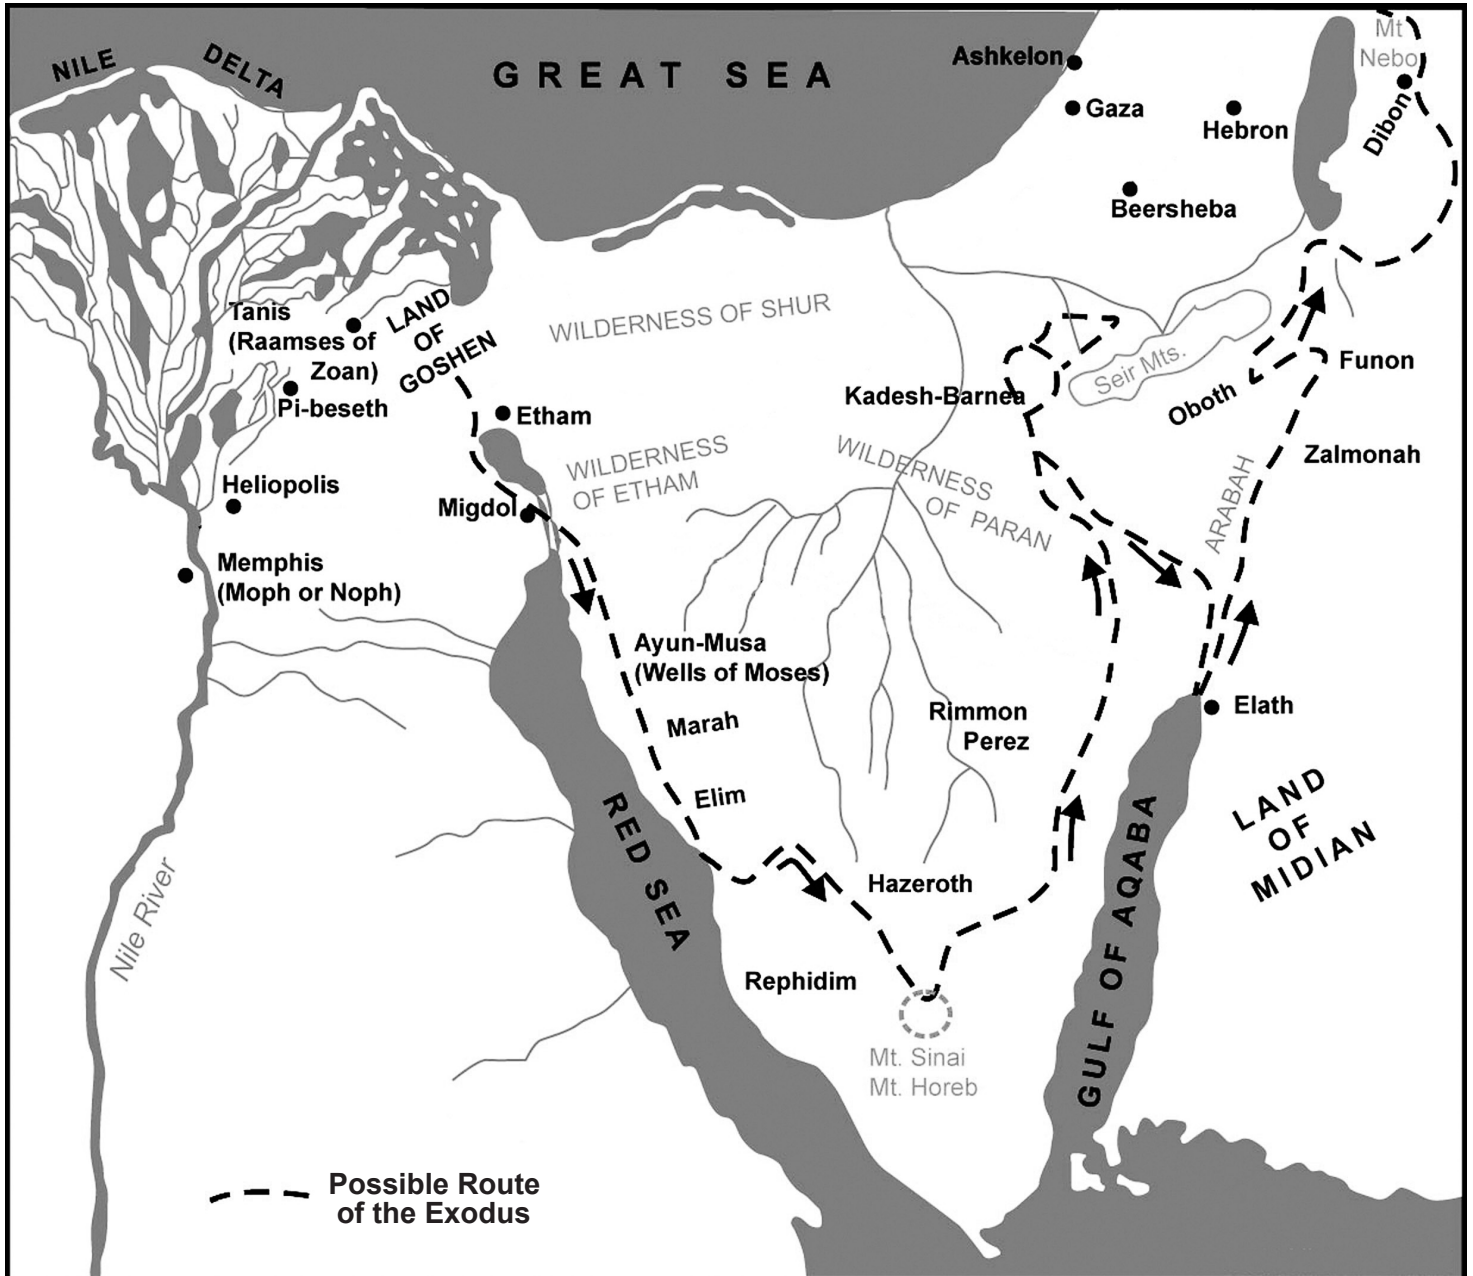 NILE DELTA
GREAT SEA
Ashkelon
Gaza
Hebron
Beersheba
Mt
Nebo
Dibon
Tanis
(Raamses of
Zoan)
LAND
OF
GOSHEN
WILDERNESS OF SHUR
Pi-beseth
Etham
Kadesh-Barnea
Seir Mts.
Oboth
Funon
Zalmonah
Heliopolis
Migdol
WILDERNESS
OF ETHAM
WILDERNESS
OF PARAN
ARABAH
Memphis
(Moph or Noph)
Ayun-Musa
(Wells of Moses)
Marah
Elim
Rimmon
Perez
Elath
LAND
OF
MIDIAN
RED SEA
GULF OF AQABA
Hazeroth
Nile River
Rephidim
Mt. Sinai
Mt. Horeb
Possible Route
of the Exodus